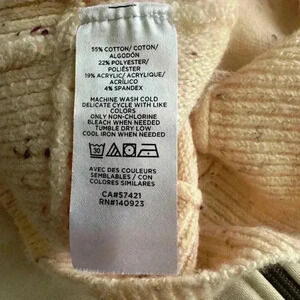 55% COTTON/ COTON/
ALGODÓN
22% POLYESTER/
POLIÉSTER
19% ACRYLIC/ ACRYLIQUE/
ACRÍLICO
4% SPANDEX
MACHINE WASH COLD
DELICATE CYCLE WITH LIKE
COLORS
ONLY NON-CHLORINE
BLEACH WHEN NEEDED
TUMBLE DRY LOW
COOL IRON WHEN NEEDED
30
AVEC DES COULEURS
SEMBLABLES / CON
COLORES SIMILARES
CA#57421
RN#140923